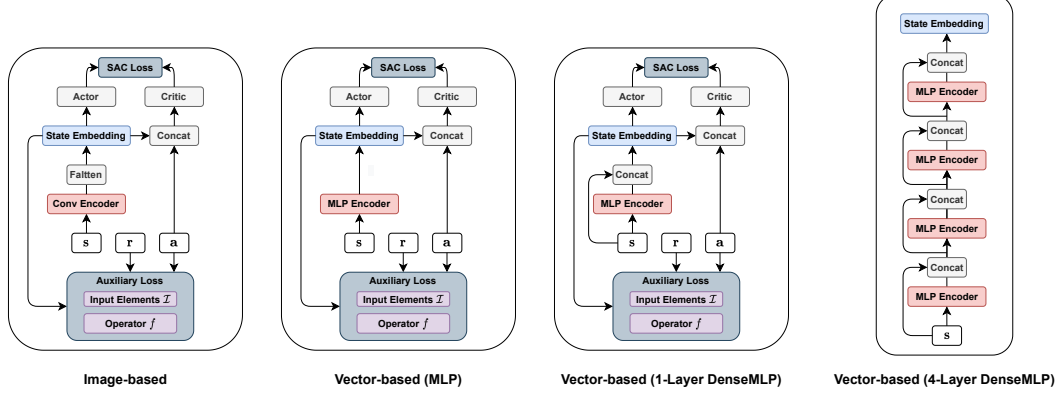 SAC Loss
Actor
Critic
State Embedding
Concat
Faltten
Conv Encoder
s
r
a
Auxiliary Loss
Input Elements ℐ
Operator f
Image-based
SAC Loss
Actor
Critic
State Embedding
Concat
MLP Encoder
s
r
a
Auxiliary Loss
Input Elements ℐ
Operator f
Vector-based (MLP)
SAC Loss
Actor
Critic
State Embedding
Concat
Concat
MLP Encoder
s
r
a
Auxiliary Loss
Input Elements ℐ
Operator f
Vector-based (1-Layer DenseMLP)
State Embedding
Concat
MLP Encoder
Concat
MLP Encoder
Concat
MLP Encoder
Concat
MLP Encoder
s
Vector-based (4-Layer DenseMLP)